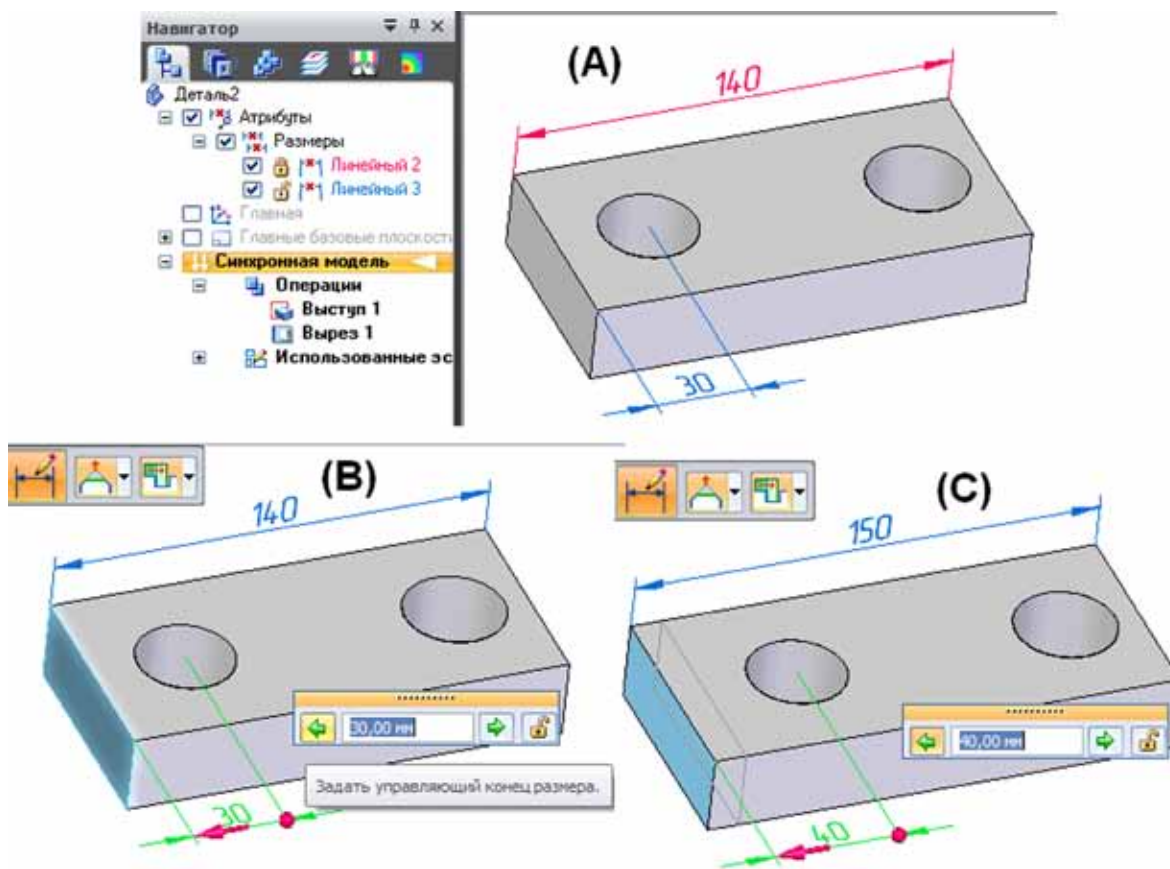 Навигатор
Деталь2
Атрибуты
Размеры
Линейный 2
Линейный 3
Главная
Главные базовые плоскости
Синхронная модель
Операции
Выступ 1
Вырез 1
Использованные эс
(A)
140
30
(B)
140
30,00 мм
Задать управляющий конец размера.
30
(C)
150
40,00 мм
40